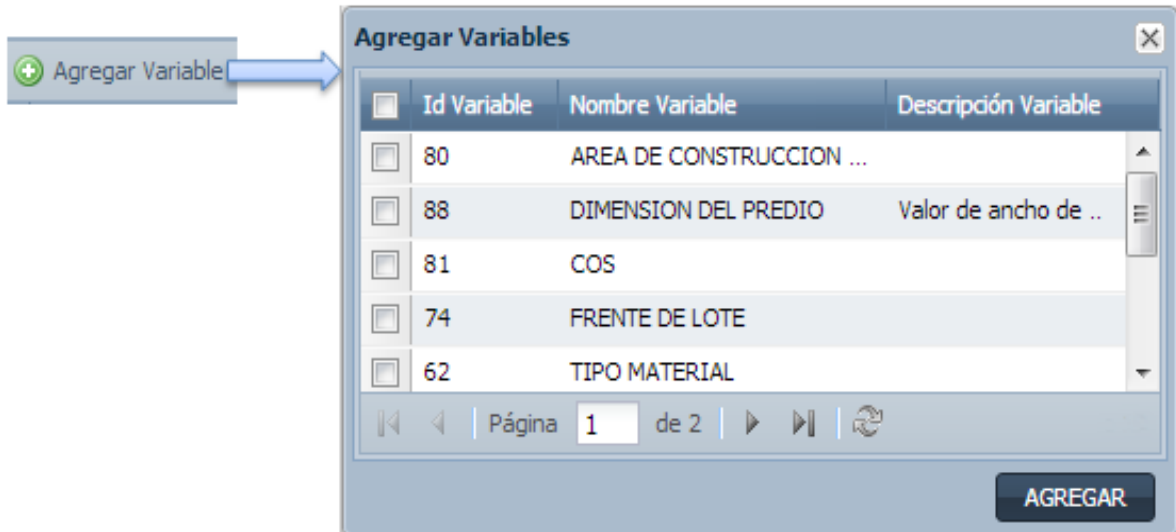 Agregar Variable
Agregar Variables
Id Variable Nombre Variable Descripción Variable
80 AREA DE CONSTRUCCION ...
88 DIMENSION DEL PREDIO Valor de ancho de ..
81 COS
74 FRENTE DE LOTE
62 TIPO MATERIAL
Página 1 de 2
AGREGAR